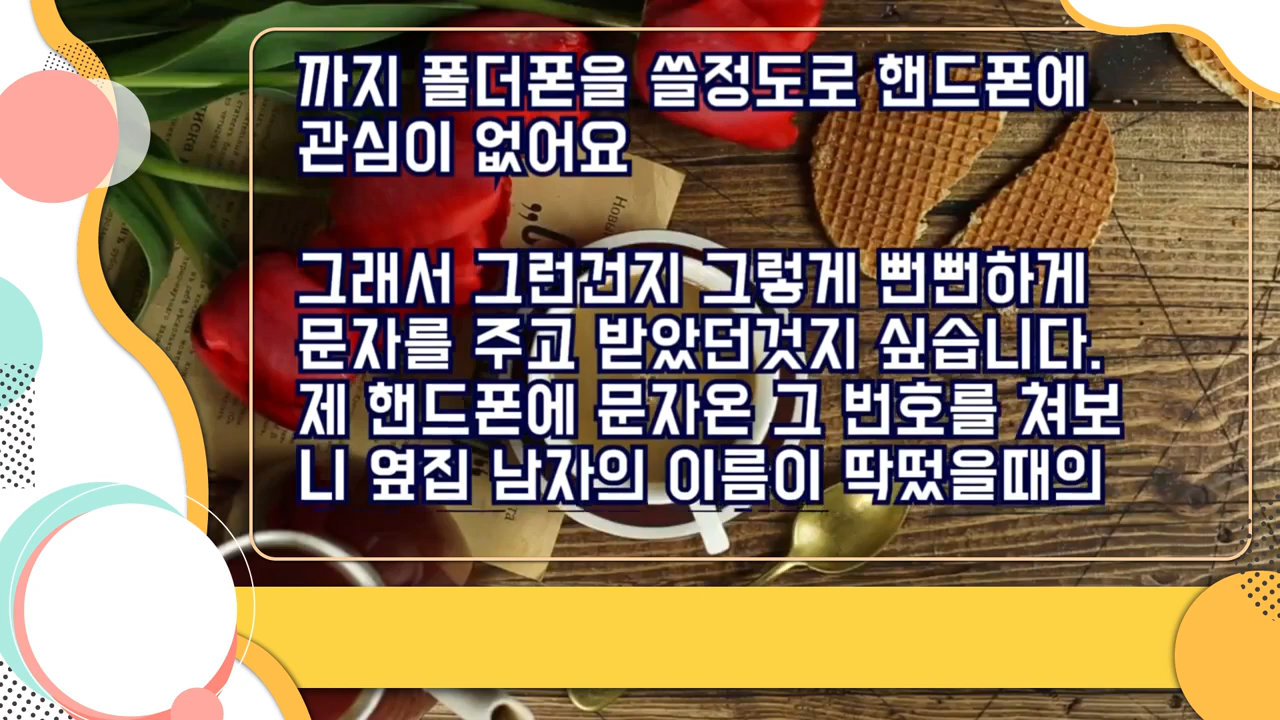 까지 폴더폰을 쓸정도로 핸드폰에
관심이 없어요
그래서 그런건지 그렇게 뻔뻔하게
문자를 주고 받았던것지 싶습니다.
제 핸드폰에 문자온 그 번호를 쳐보
니 옆집 남자의 이름이 딱떴을때의